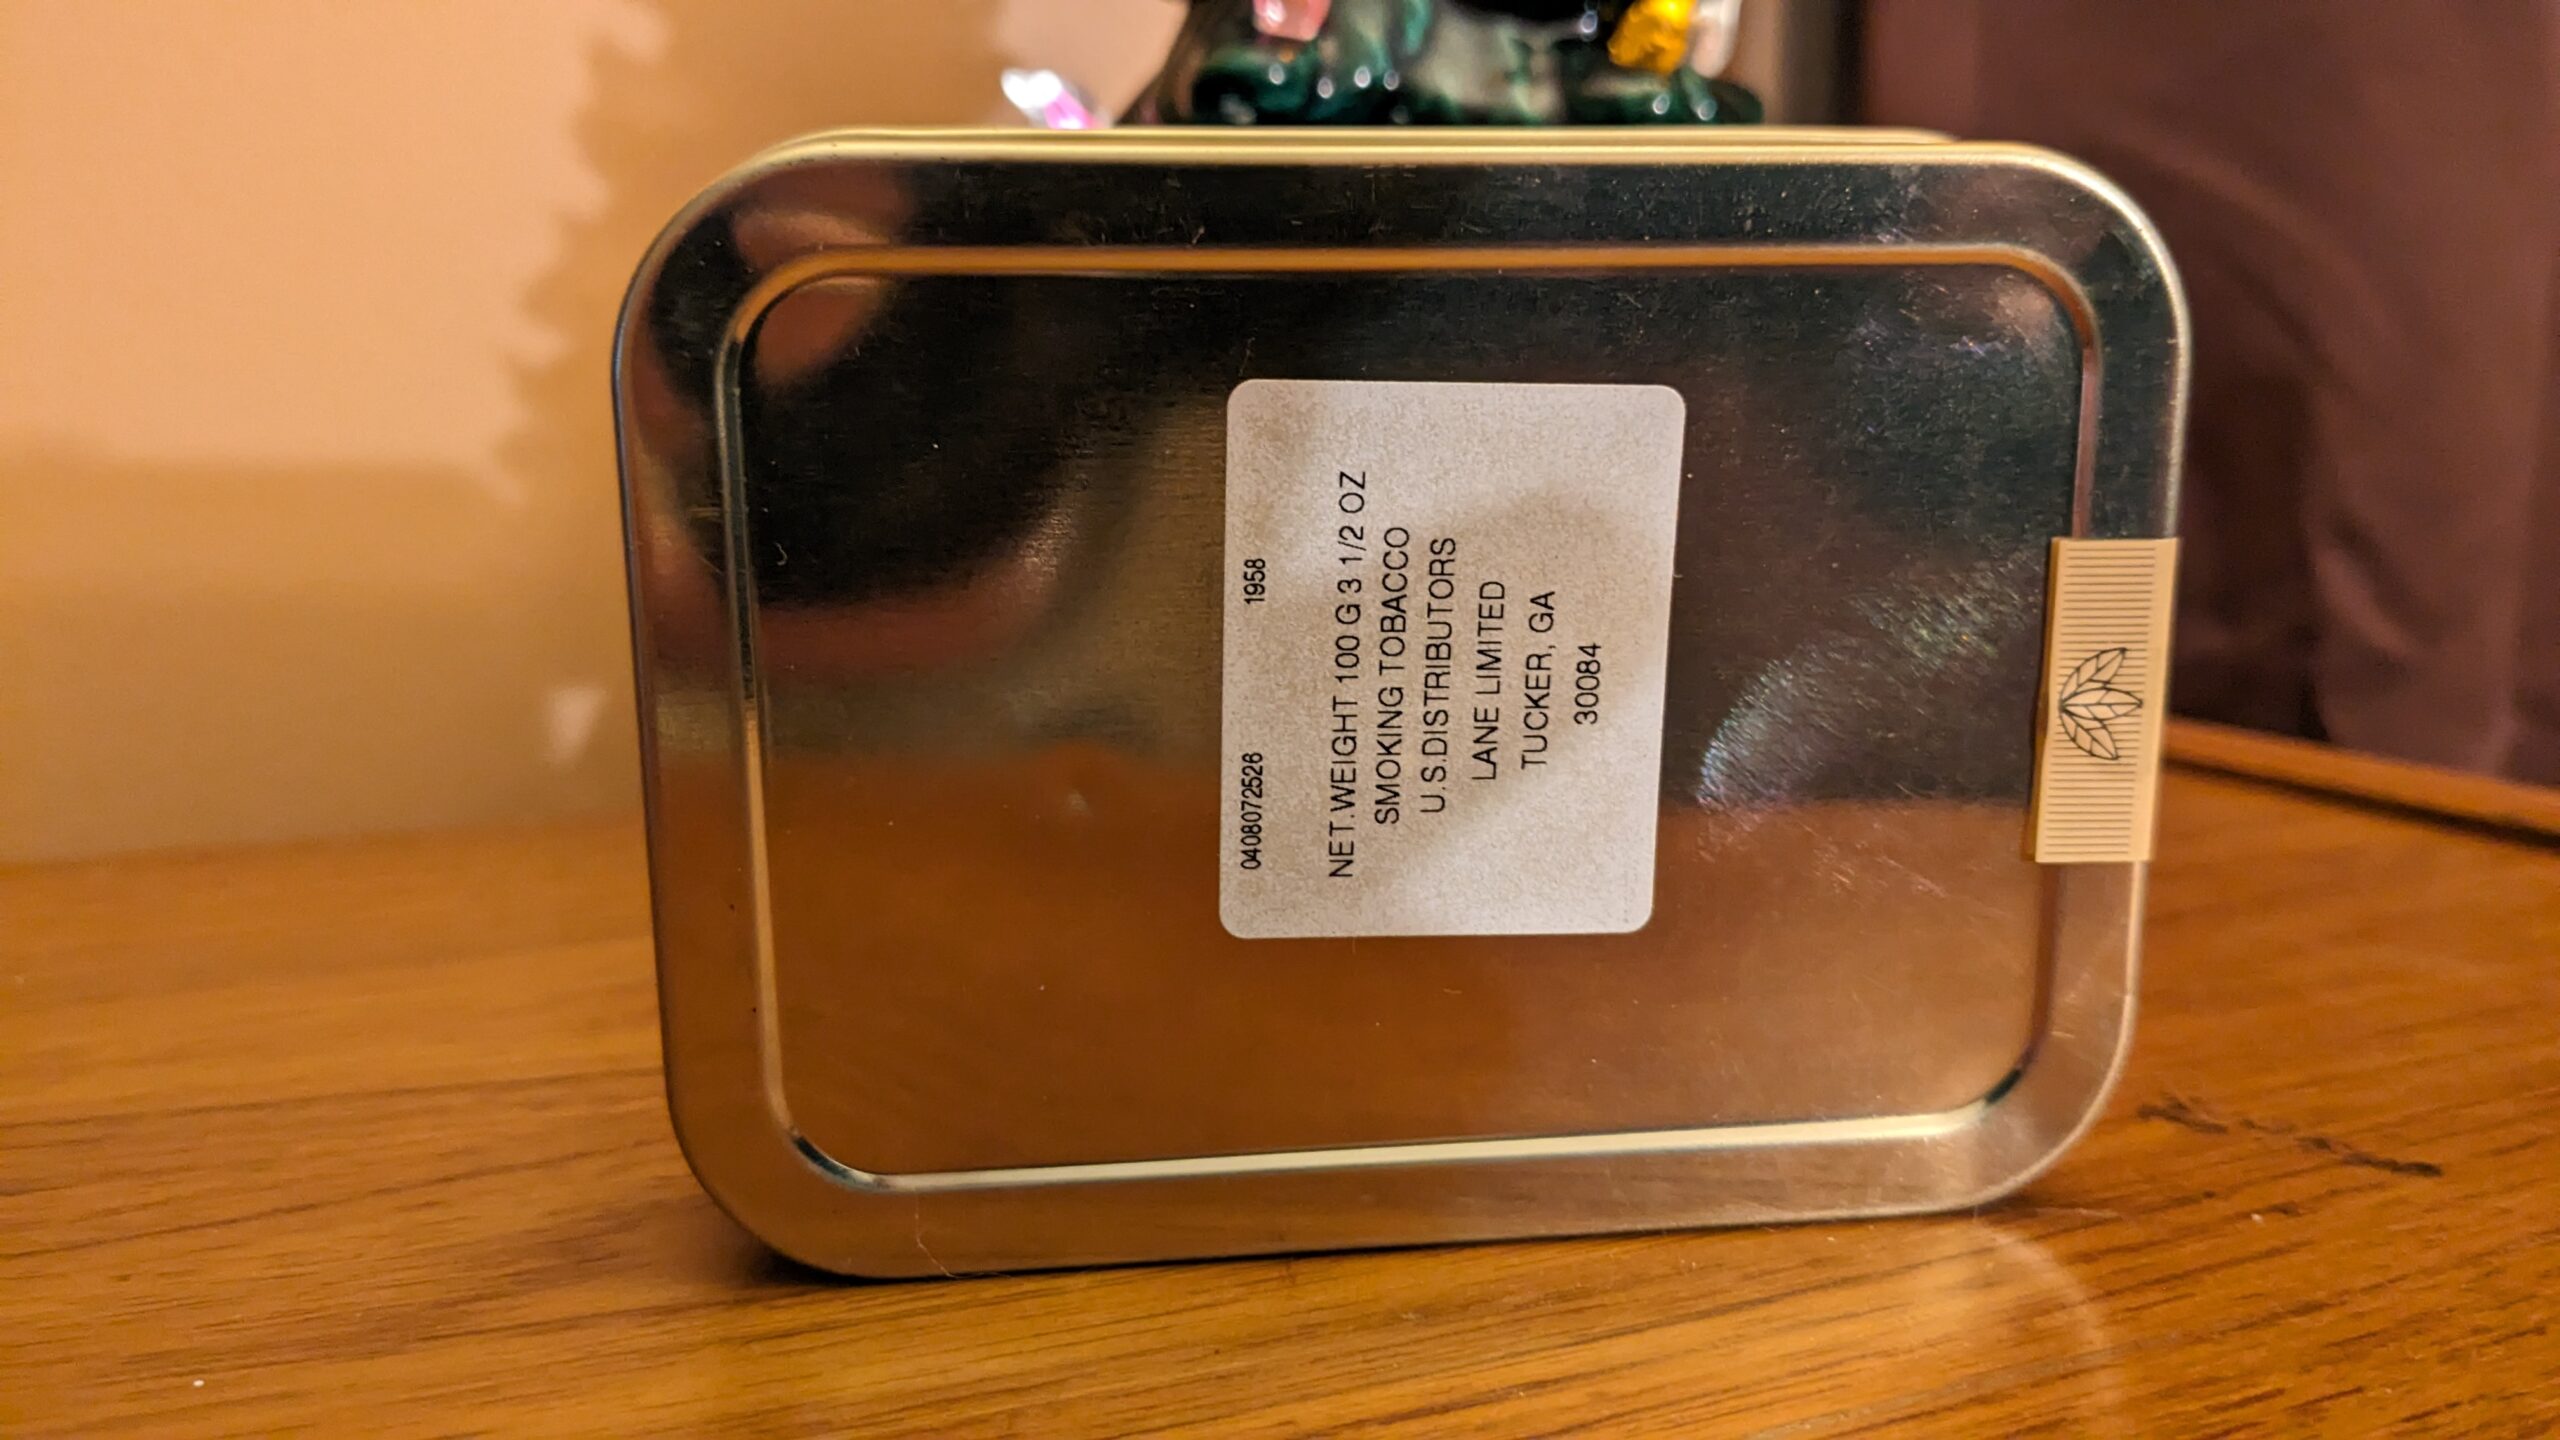 0408072526 1958
NET.WEIGHT 100 G 3 1/2 OZ
SMOKING TOBACCO
U.S.DISTRIBUTORS
LANE LIMITED
TUCKER, GA
30084